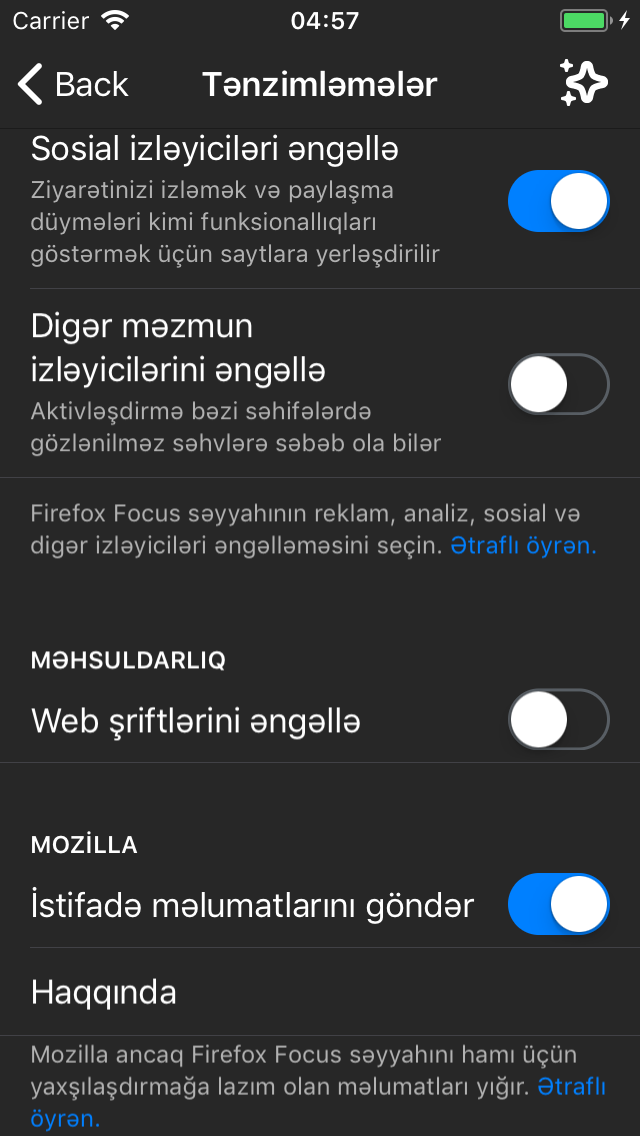 Carrier 04:57
Back Tənzimləmələr
Sosial izləyiciləri əngəllə
Ziyarətinizi izləmək və paylaşma
düymələri kimi funksionallıqları
göstərmək üçün saytlara yerləşdirilir
Digər məzmun
izləyicilərini əngəllə
Aktivləşdirmə bəzi səhifələrdə
gözlənilməz səhvlərə səbəb ola bilər
Firefox Focus səyyahının reklam, analiz, sosial və
digər izləyiciləri əngəlləməsini seçin. Ətraflı öyrən.
MƏHSULDARLIQ
Web şriftlərini əngəllə
MOZİLLA
İstifadə məlumatlarını göndər
Haqqında
Mozilla ancaq Firefox Focus səyyahını hamı üçün
yaxşılaşdırmağa lazım olan məlumatları yığır. Ətraflı
öyrən.